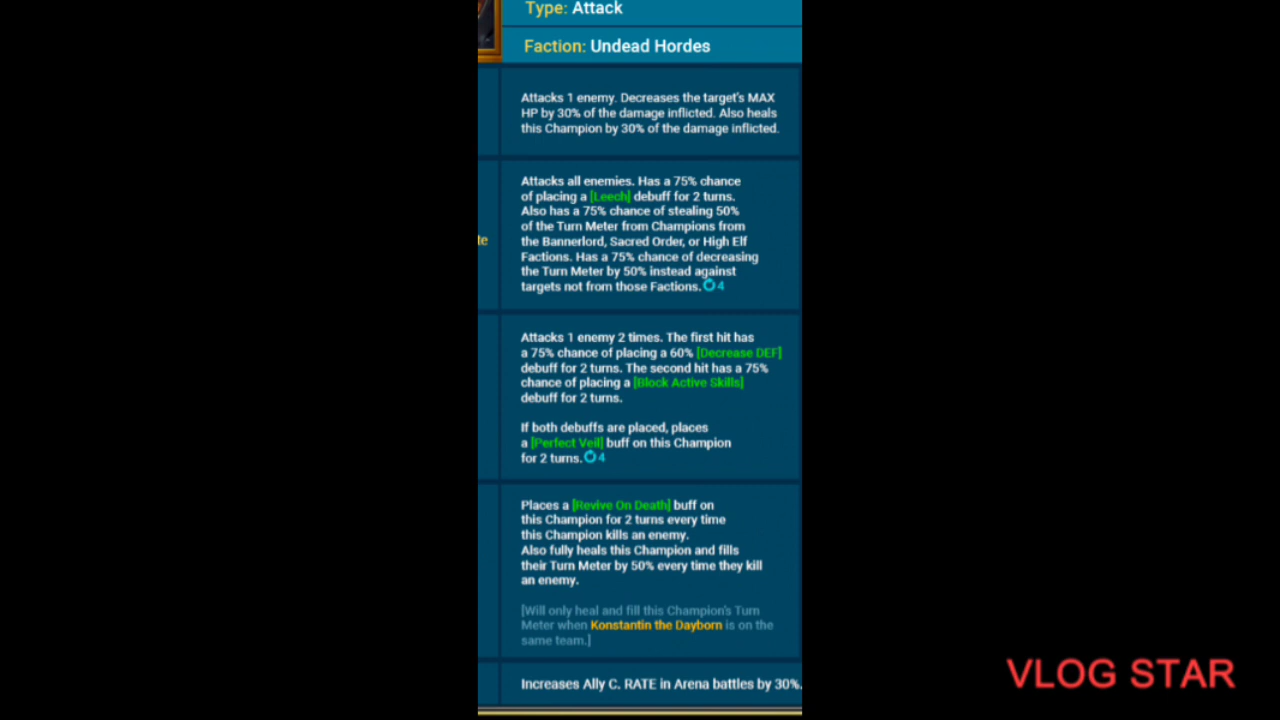 Type: Attack
Faction: Undead Hordes
Attacks 1 enemy. Decreases the target's MAX
HP by 30% of the damage inflicted. Also heals
this Champion by 30% of the damage inflicted.
Attacks all enemies. Has a 75% chance
of placing a [Leech] debuff for 2 turns.
Also has a 75% chance of stealing 50%
of the Turn Meter from Champions from
the Bannerlord, Sacred Order, or High Elf
Factions. Has a 75% chance of decreasing
the Turn Meter by 50% instead against
targets not from those Factions. 4
Attacks 1 enemy 2 times. The first hit has
a 75% chance of placing a 60% [Decrease DEF]
debuff for 2 turns. The second hit has a 75%
chance of placing a [Block Active Skills]
debuff for 2 turns.
If both debuffs are placed, places
a [Perfect Veil] buff on this Champion
for 2 turns. 4
Places a [Revive On Death] buff on
this Champion for 2 turns every time
this Champion kills an enemy.
Also fully heals this Champion and fills
their Turn Meter by 50% every time they kill
an enemy.
[Will only heal and fill this Champion's Turn
Meter when Konstantin the Dayborn is on the
same team.]
Increases Ally C. RATE in Arena battles by 30%.
VLOG STAR